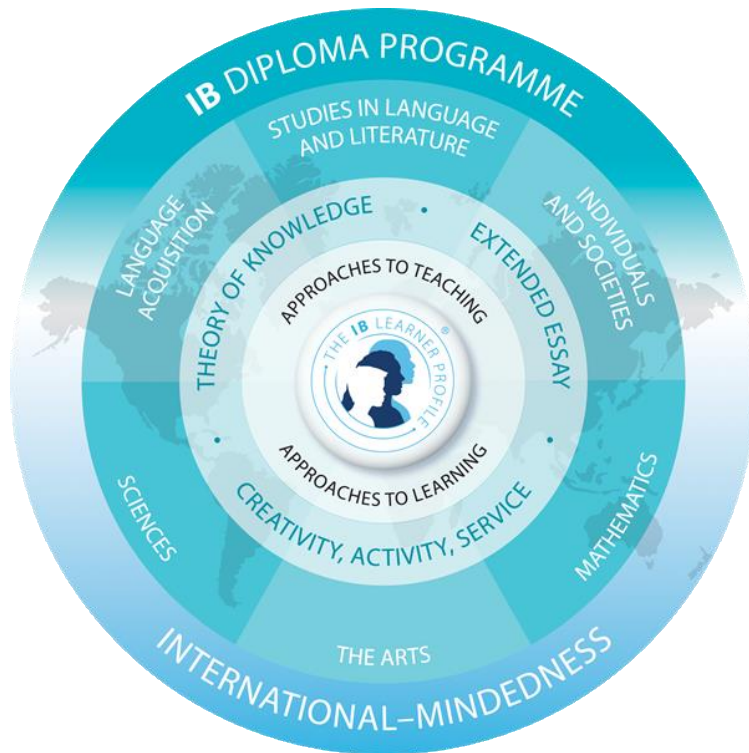 IB DIPLOMA PROGRAMME
STUDIES IN LANGUAGE
AND LITERATURE
LANGUAGE
ACQUISITION
INDIVIDUALS
AND SOCIETIES
THEORY OF KNOWLEDGE
•
EXTENDED ESSAY
APPROACHES TO TEACHING
THE IB LEARNER PROFILE
®
APPROACHES TO LEARNING
•
CREATIVITY, ACTIVITY, SERVICE
•
SCIENCES
MATHEMATICS
THE ARTS
INTERNATIONAL–MINDEDNESS